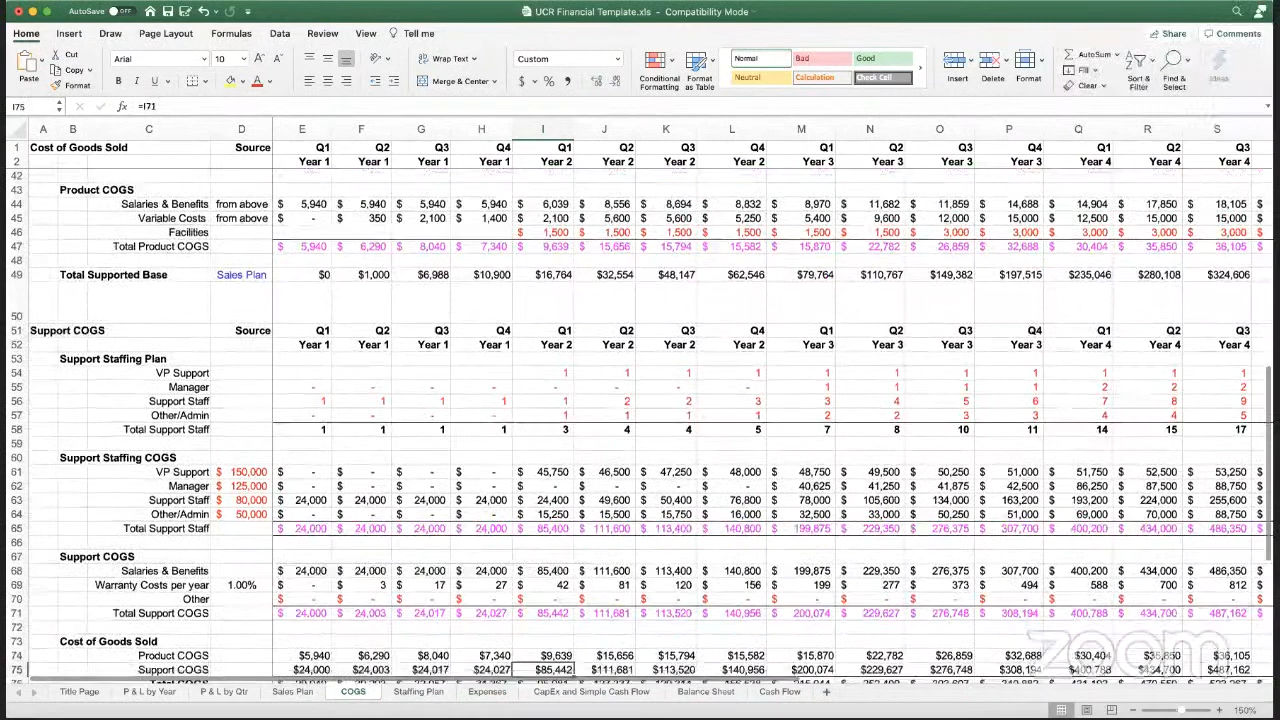 AutoSave OFF UCR Financial Template.xls - Compatibility Mode
Home Insert Draw Page Layout Formulas Data Review View Tell me Share Comments
Paste Cut Copy Format Arial 10 Wrap Text Merge & Center Custom Conditional Formatting Format as Table Normal Bad Good Neutral Calculation Check Cell Insert Delete Format AutoSum Fill Clear Sort & Filter Find & Select Ideas
I75 fx =I71
A B C D E F G H I J K L M N O P Q R S
1 Cost of Goods Sold Source Q1 Q2 Q3 Q4 Q1 Q2 Q3 Q4 Q1 Q2 Q3 Q4 Q1 Q2 Q3
2 Year 1 Year 1 Year 1 Year 1 Year 2 Year 2 Year 2 Year 2 Year 3 Year 3 Year 3 Year 3 Year 4 Year 4 Year 4
42
43 Product COGS
44 Salaries & Benefits from above $ 5,940 $ 5,940 $ 5,940 $ 5,940 $ 6,039 $ 8,556 $ 8,694 $ 8,832 $ 8,970 $ 11,682 $ 11,859 $ 14,688 $ 14,904 $ 17,850 $ 18,105
45 Variable Costs from above $ - $ 350 $ 2,100 $ 1,400 $ 2,100 $ 5,600 $ 5,600 $ 5,250 $ 5,400 $ 9,600 $ 12,000 $ 15,000 $ 12,500 $ 15,000 $ 15,000
46 Facilities $ 1,500 $ 1,500 $ 1,500 $ 1,500 $ 1,500 $ 1,500 $ 3,000 $ 3,000 $ 3,000 $ 3,000 $ 3,000
47 Total Product COGS $ 5,940 $ 6,290 $ 8,040 $ 7,340 $ 9,639 $ 15,656 $ 15,794 $ 15,582 $ 15,870 $ 22,782 $ 26,859 $ 32,688 $ 30,404 $ 35,850 $ 36,105
48
49 Total Supported Base Sales Plan $0 $1,000 $6,988 $10,900 $16,764 $32,554 $48,147 $62,546 $79,764 $110,767 $149,382 $197,515 $235,046 $280,108 $324,606
50
51 Support COGS Source Q1 Q2 Q3 Q4 Q1 Q2 Q3 Q4 Q1 Q2 Q3 Q4 Q1 Q2 Q3
52 Year 1 Year 1 Year 1 Year 1 Year 2 Year 2 Year 2 Year 2 Year 3 Year 3 Year 3 Year 3 Year 4 Year 4 Year 4
53 Support Staffing Plan
54 VP Support 1 1 1 1 1 1 1 1 1 1 1
55 Manager - - - - - - - - 1 1 1 1 2 2 2
56 Support Staff 1 1 1 1 1 2 2 3 3 4 5 6 7 8 9
57 Other/Admin - - - - 1 1 1 1 2 2 3 3 4 4 5
58 Total Support Staff 1 1 1 1 3 4 4 5 7 8 10 11 14 15 17
59
60 Support Staffing COGS
61 VP Support $ 150,000 $ - $ - $ - $ - $ 45,750 $ 46,500 $ 47,250 $ 48,000 $ 48,750 $ 49,500 $ 50,250 $ 51,000 $ 51,750 $ 52,500 $ 53,250 $
62 Manager $ 125,000 $ - $ - $ - $ - 40,625 $ 41,250 $ 41,875 $ 42,500 $ 86,250 $ 87,500 $ 88,750 $
63 Support Staff $ 80,000 $ 24,000 $ 24,000 $ 24,000 $ 24,000 $ 24,400 $ 49,600 $ 50,400 $ 76,800 $ 78,000 $ 105,600 $ 134,000 $ 163,200 $ 193,200 $ 224,000 $ 255,600 $
64 Other/Admin $ 50,000 $ - $ - $ - $ - $ 15,250 $ 15,500 $ 15,750 $ 16,000 $ 32,500 $ 33,000 $ 50,250 $ 51,000 $ 69,000 $ 70,000 $ 88,750 $
65 Total Support Staff $ 24,000 $ 24,000 $ 24,000 $ 24,000 $ 85,400 $ 111,600 $ 113,400 $ 140,800 $ 199,875 $ 229,350 $ 276,375 $ 307,700 $ 400,200 $ 434,000 $ 486,350 $
66
67 Support COGS
68 Salaries & Benefits $ 24,000 $ 24,000 $ 24,000 $ 24,000 $ 85,400 $ 111,600 $ 113,400 $ 140,800 $ 199,875 $ 229,350 $ 276,375 $ 307,700 $ 400,200 $ 434,000 $ 486,350 $
69 Warranty Costs per year 1.00% $ - $ 3 $ 17 $ 27 $ 42 $ 81 $ 120 $ 156 $ 199 $ 277 $ 373 $ 494 $ 588 $ 700 $ 812 $
70 Other $ - $ - $ - $ - $ - $ - $ - $ - $ - $ - $ - $ - $ - $ - $ - $
71 Total Support COGS $ 24,000 $ 24,003 $ 24,017 $ 24,027 $ 85,442 $ 111,681 $ 113,520 $ 140,956 $ 200,074 $ 229,627 $ 276,748 $ 308,194 $ 400,788 $ 434,700 $ 487,162 $
72
73 Cost of Goods Sold
74 Product COGS $5,940 $6,290 $8,040 $7,340 $9,639 $15,656 $15,794 $15,582 $15,870 $22,782 $26,859 $32,688 $30,404 $35,850 $36,105
75 Support COGS $24,000 $24,003 $24,017 $24,027 $85,442 $111,681 $113,520 $140,956 $200,074 $229,627 $276,748 $308,194 $400,788 $434,700 $487,162
zoom
Title Page P & L by Year P & L by Qtr Sales Plan COGS Staffing Plan Expenses CapEx and Simple Cash Flow Balance Sheet Cash Flow +
150%